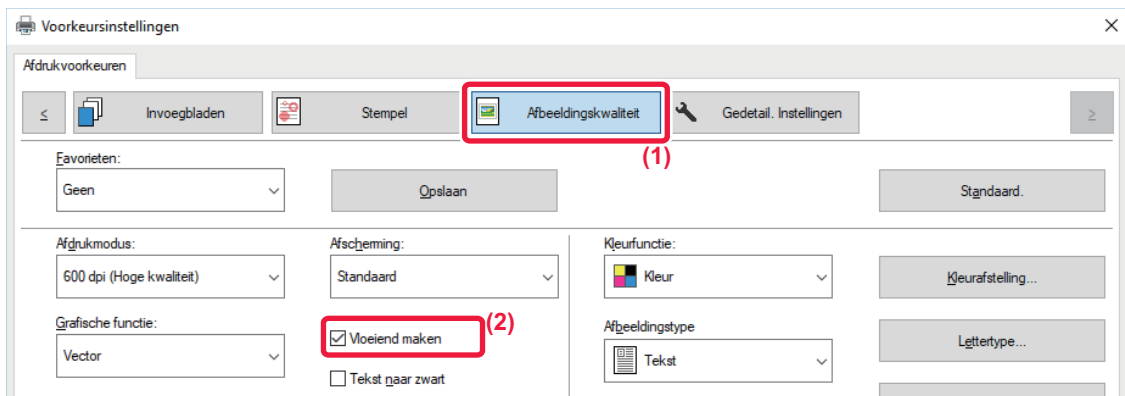 Voorkeursinstellingen
Afdrukvoorkeuren
< Invoegbladen Stempel Afbeeldingskwaliteit Gedetail. Instellingen >
(1)
Favorieten:
Geen Opslaan Standaard.
Afdrukmodus: Afscherming: Kleurfunctie:
600 dpi (Hoge kwaliteit) Standaard Kleur Kleurafstelling...
Grafische functie: (2) Afbeeldingstype
Vector Vloeiend maken Tekst Lettertype...
Tekst naar zwart